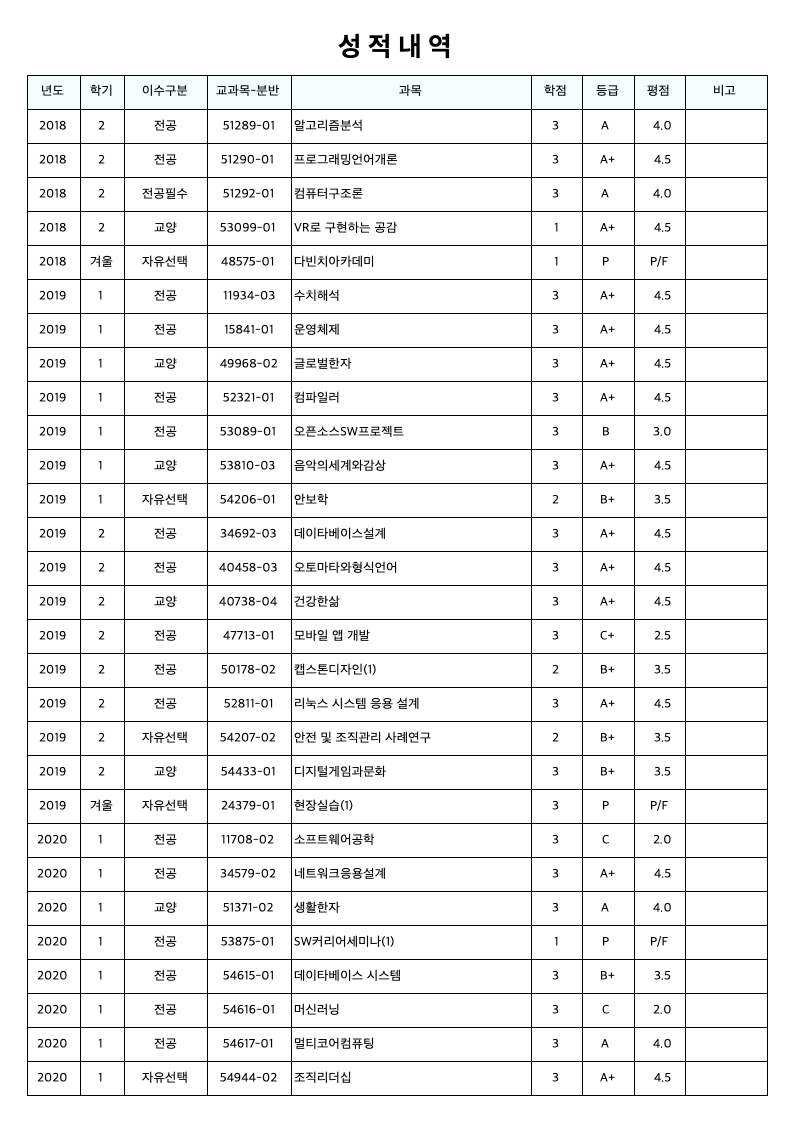 성적내역
년도 학기 이수구분 교과목-분반 과목 학점 등급 평점 비고
2018 2 전공 51289-01 알고리즘분석 3 A 4.0
2018 2 전공 51290-01 프로그래밍언어개론 3 A+ 4.5
2018 2 전공필수 51292-01 컴퓨터구조론 3 A 4.0
2018 2 교양 53099-01 VR로 구현하는 공감 1 A+ 4.5
2018 겨울 자유선택 48575-01 다빈치아카데미 1 P P/F
2019 1 전공 11934-03 수치해석 3 A+ 4.5
2019 1 전공 15841-01 운영체제 3 A+ 4.5
2019 1 교양 49968-02 글로벌한자 3 A+ 4.5
2019 1 전공 52321-01 컴파일러 3 A+ 4.5
2019 1 전공 53089-01 오픈소스SW프로젝트 3 B 3.0
2019 1 교양 53810-03 음악의세계와감상 3 A+ 4.5
2019 1 자유선택 54206-01 안보학 2 B+ 3.5
2019 2 전공 34692-03 데이타베이스설계 3 A+ 4.5
2019 2 전공 40458-03 오토마타와형식언어 3 A+ 4.5
2019 2 교양 40738-04 건강한삶 3 A+ 4.5
2019 2 전공 47713-01 모바일 앱 개발 3 C+ 2.5
2019 2 전공 50178-02 캡스톤디자인(1) 2 B+ 3.5
2019 2 전공 52811-01 리눅스 시스템 응용 설계 3 A+ 4.5
2019 2 자유선택 54207-02 안전 및 조직관리 사례연구 2 B+ 3.5
2019 2 교양 54433-01 디지털게임과문화 3 B+ 3.5
2019 겨울 자유선택 24379-01 현장실습(1) 3 P P/F
2020 1 전공 11708-02 소프트웨어공학 3 C 2.0
2020 1 전공 34579-02 네트워크응용설계 3 A+ 4.5
2020 1 교양 51371-02 생활한자 3 A 4.0
2020 1 전공 53875-01 SW커리어세미나(1) 1 P P/F
2020 1 전공 54615-01 데이타베이스 시스템 3 B+ 3.5
2020 1 전공 54616-01 머신러닝 3 C 2.0
2020 1 전공 54617-01 멀티코어컴퓨팅 3 A 4.0
2020 1 자유선택 54944-02 조직리더십 3 A+ 4.5